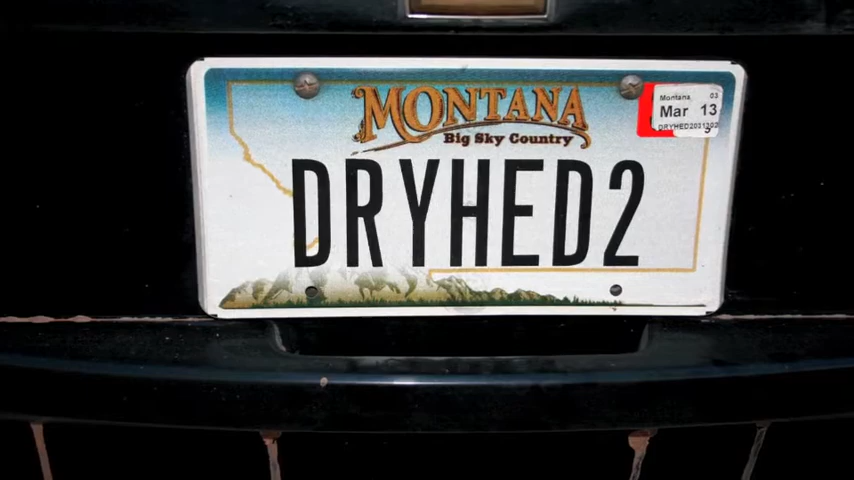 MONTANA
Big Sky Country
Montana 03
Mar 13
DRYHED2